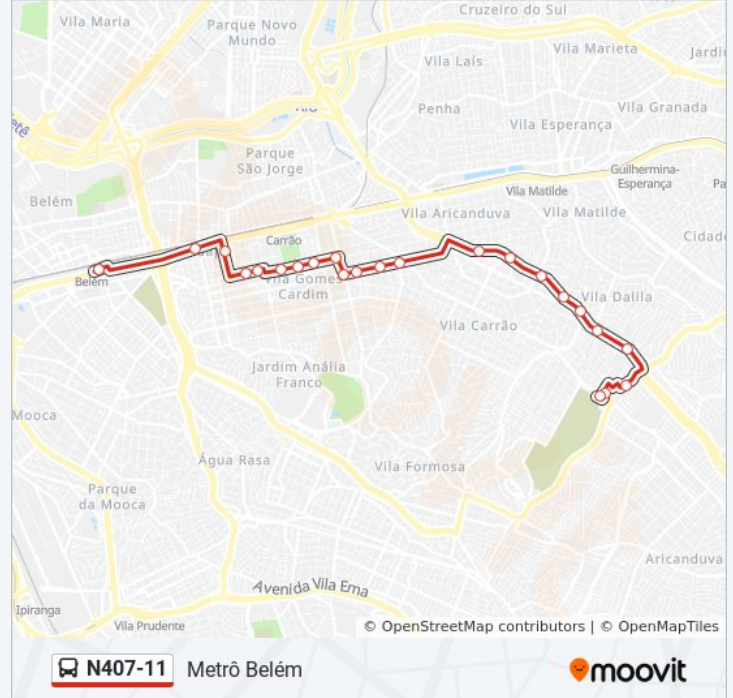 Cruzeiro do Sul
Vila Maria
Parque Novo
Mundo
Vila Marieta
Jardi
Vila Laís
Penha
Vila Granada
Vila Esperança
Parque
São Jorge
Guilhermina-
Esperança
Pa
Vila Matilde
Belém
Vila Aricanduva
Vila Matilde
Carrão
Cidade
Belém
Vila Gomes
Cardim
Vila Dalila
Vila Carrão
Jardim Anália
Franco
Mooca
Água Rasa
Vila Formosa
Parque
da Mooca
Aricanduva
Avenida Vila Ema
Ipiranga
Vila Prudente
© OpenStreetMap contributors | © OpenMapTiles
N407-11 Metrô Belém
moovit